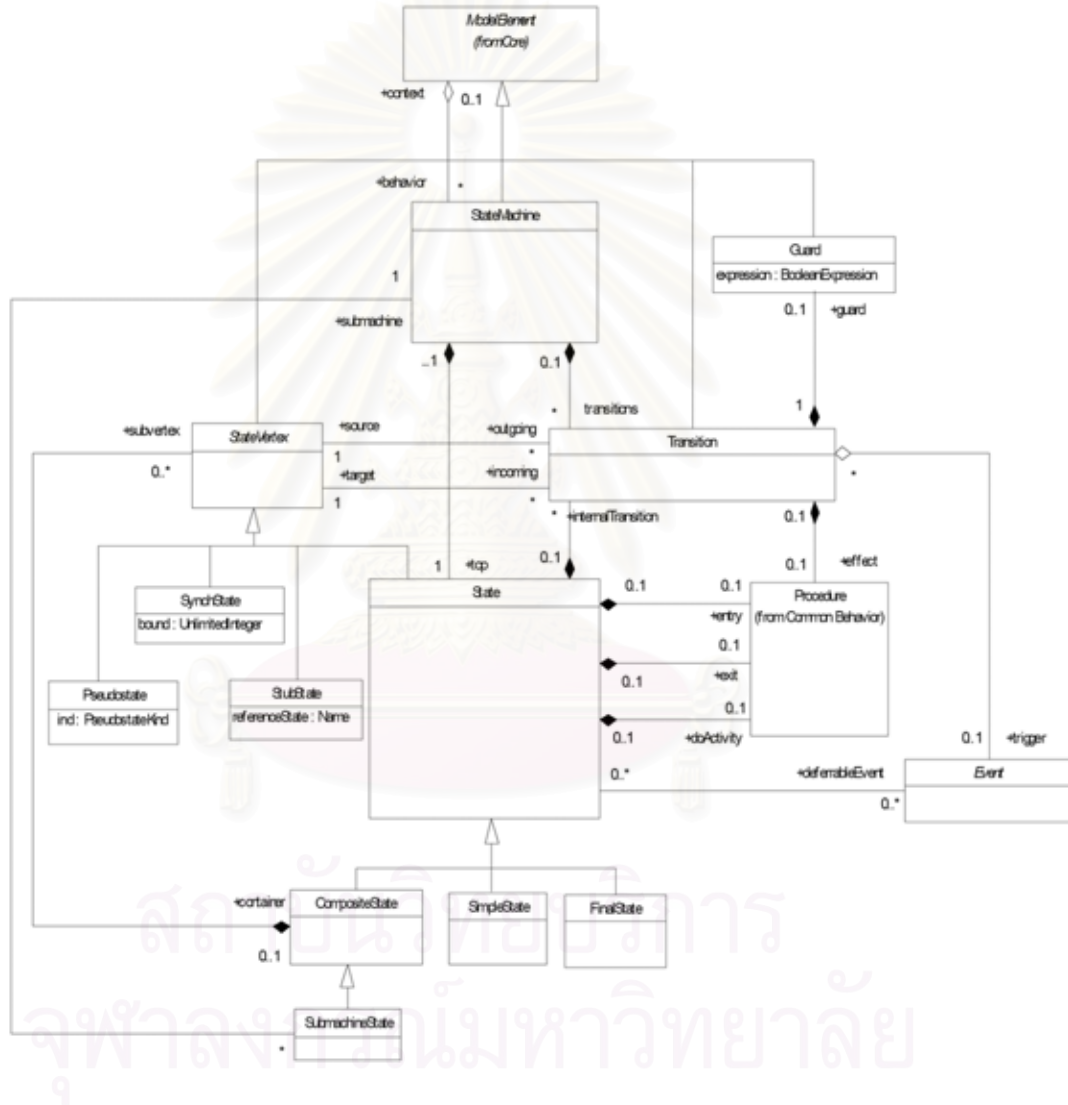 ModelElement
(from Core)
+context
0..1
+behavior
*
StateMachine
Guard
expression : BooleanExpression
1
+submachine
0..1
+guard
..1
0..1
*
transitions
1
+subvertex
0..*
StateVertex
+source
1
+outgoing
*
Transition
*
+target
1
+incoming
*
*
+internalTransition
0..1
0..1
1
+top
0..1
+effect
State
SynchState
bound : UnlimitedInteger
0..1
0..1
+entry
Procedure
(from Common Behavior)
0..1
0..1
+exit
Pseudostate
ind : PseudostateKind
StubState
referenceState : Name
0..1
0..1
+doActivity
0..1
+trigger
0..*
+deferrableEvent
0..*
Event
+container
0..1
CompositeState
SimpleState
FinalState
SubmachineState
*
สถาบันวิทยบริการ
จุฬาลงกรณ์มหาวิทยาลัย